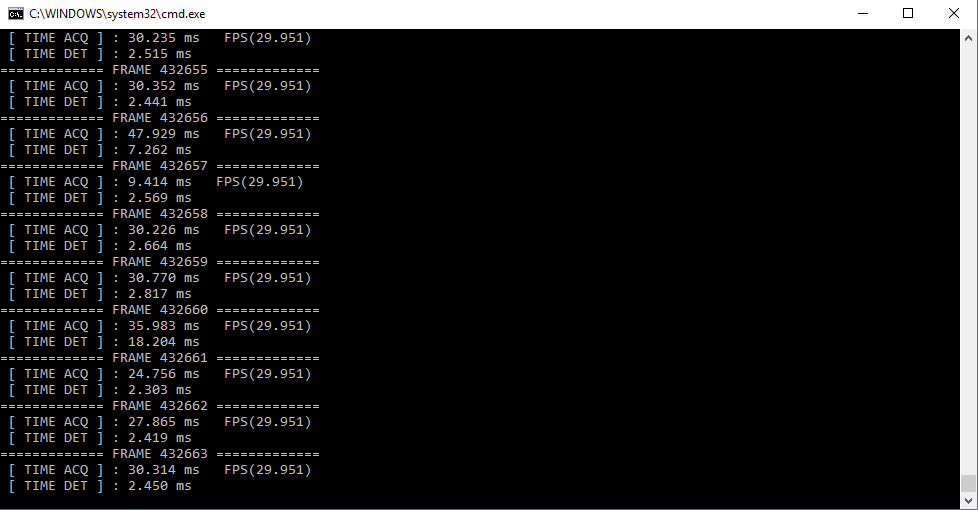 C:\WINDOWS\system32\cmd.exe
[ TIME ACQ ] : 30.235 ms   FPS(29.951)
[ TIME DET ] : 2.515 ms
============= FRAME 432655 =============
[ TIME ACQ ] : 30.352 ms   FPS(29.951)
[ TIME DET ] : 2.441 ms
============= FRAME 432656 =============
[ TIME ACQ ] : 47.929 ms   FPS(29.951)
[ TIME DET ] : 7.262 ms
============= FRAME 432657 =============
[ TIME ACQ ] : 9.414 ms   FPS(29.951)
[ TIME DET ] : 2.569 ms
============= FRAME 432658 =============
[ TIME ACQ ] : 30.226 ms   FPS(29.951)
[ TIME DET ] : 2.664 ms
============= FRAME 432659 =============
[ TIME ACQ ] : 30.770 ms   FPS(29.951)
[ TIME DET ] : 2.817 ms
============= FRAME 432660 =============
[ TIME ACQ ] : 35.983 ms   FPS(29.951)
[ TIME DET ] : 18.204 ms
============= FRAME 432661 =============
[ TIME ACQ ] : 24.756 ms   FPS(29.951)
[ TIME DET ] : 2.303 ms
============= FRAME 432662 =============
[ TIME ACQ ] : 27.865 ms   FPS(29.951)
[ TIME DET ] : 2.419 ms
============= FRAME 432663 =============
[ TIME ACQ ] : 30.314 ms   FPS(29.951)
[ TIME DET ] : 2.450 ms